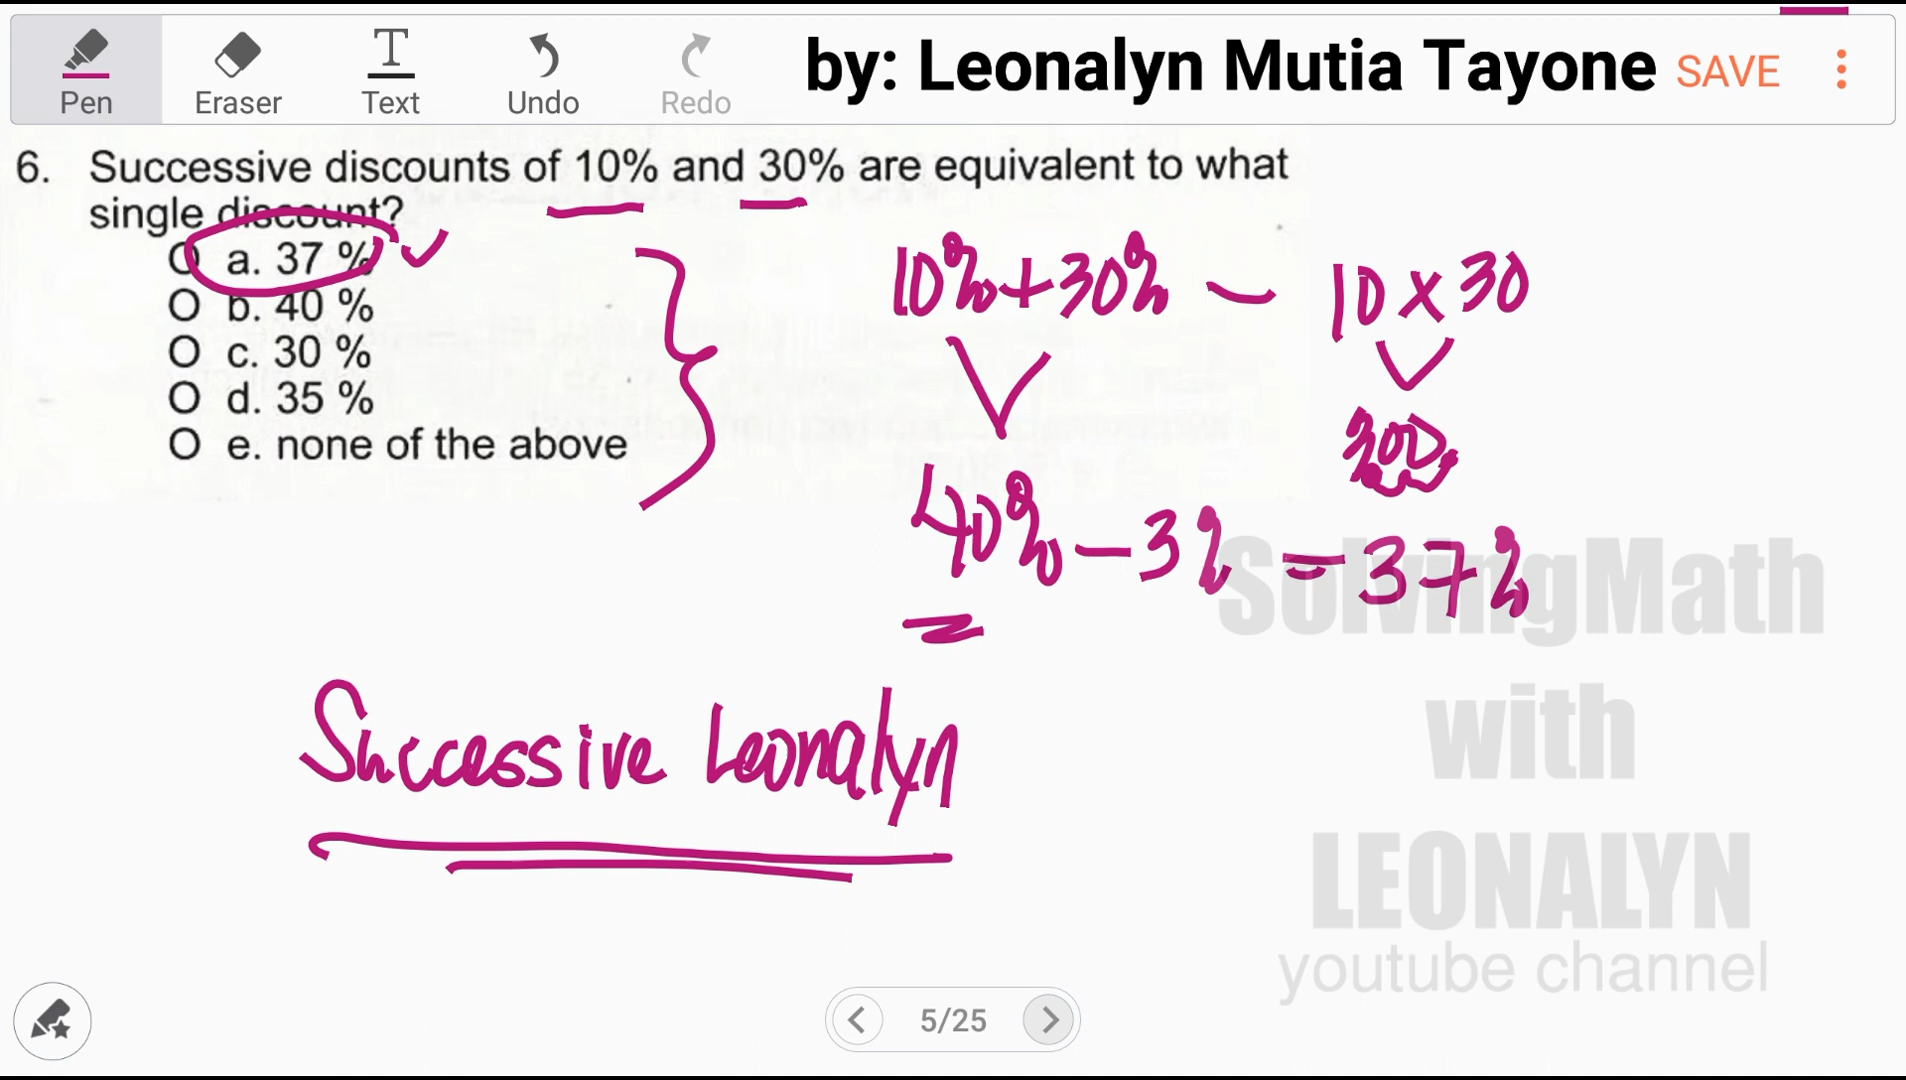 Pen
Eraser
Text
Undo
Redo
by: Leonalyn Mutia Tayone
SAVE
6. Successive discounts of 10% and 30% are equivalent to what
single discount?
O a. 37 %
O b. 40 %
O c. 30 %
O d. 35 %
O e. none of the above
10% + 30% - 10 x 30
300
40% - 3% = 37%
Successive Leonalyn
SolvingMath
with
LEONALYN
youtube channel
5/25